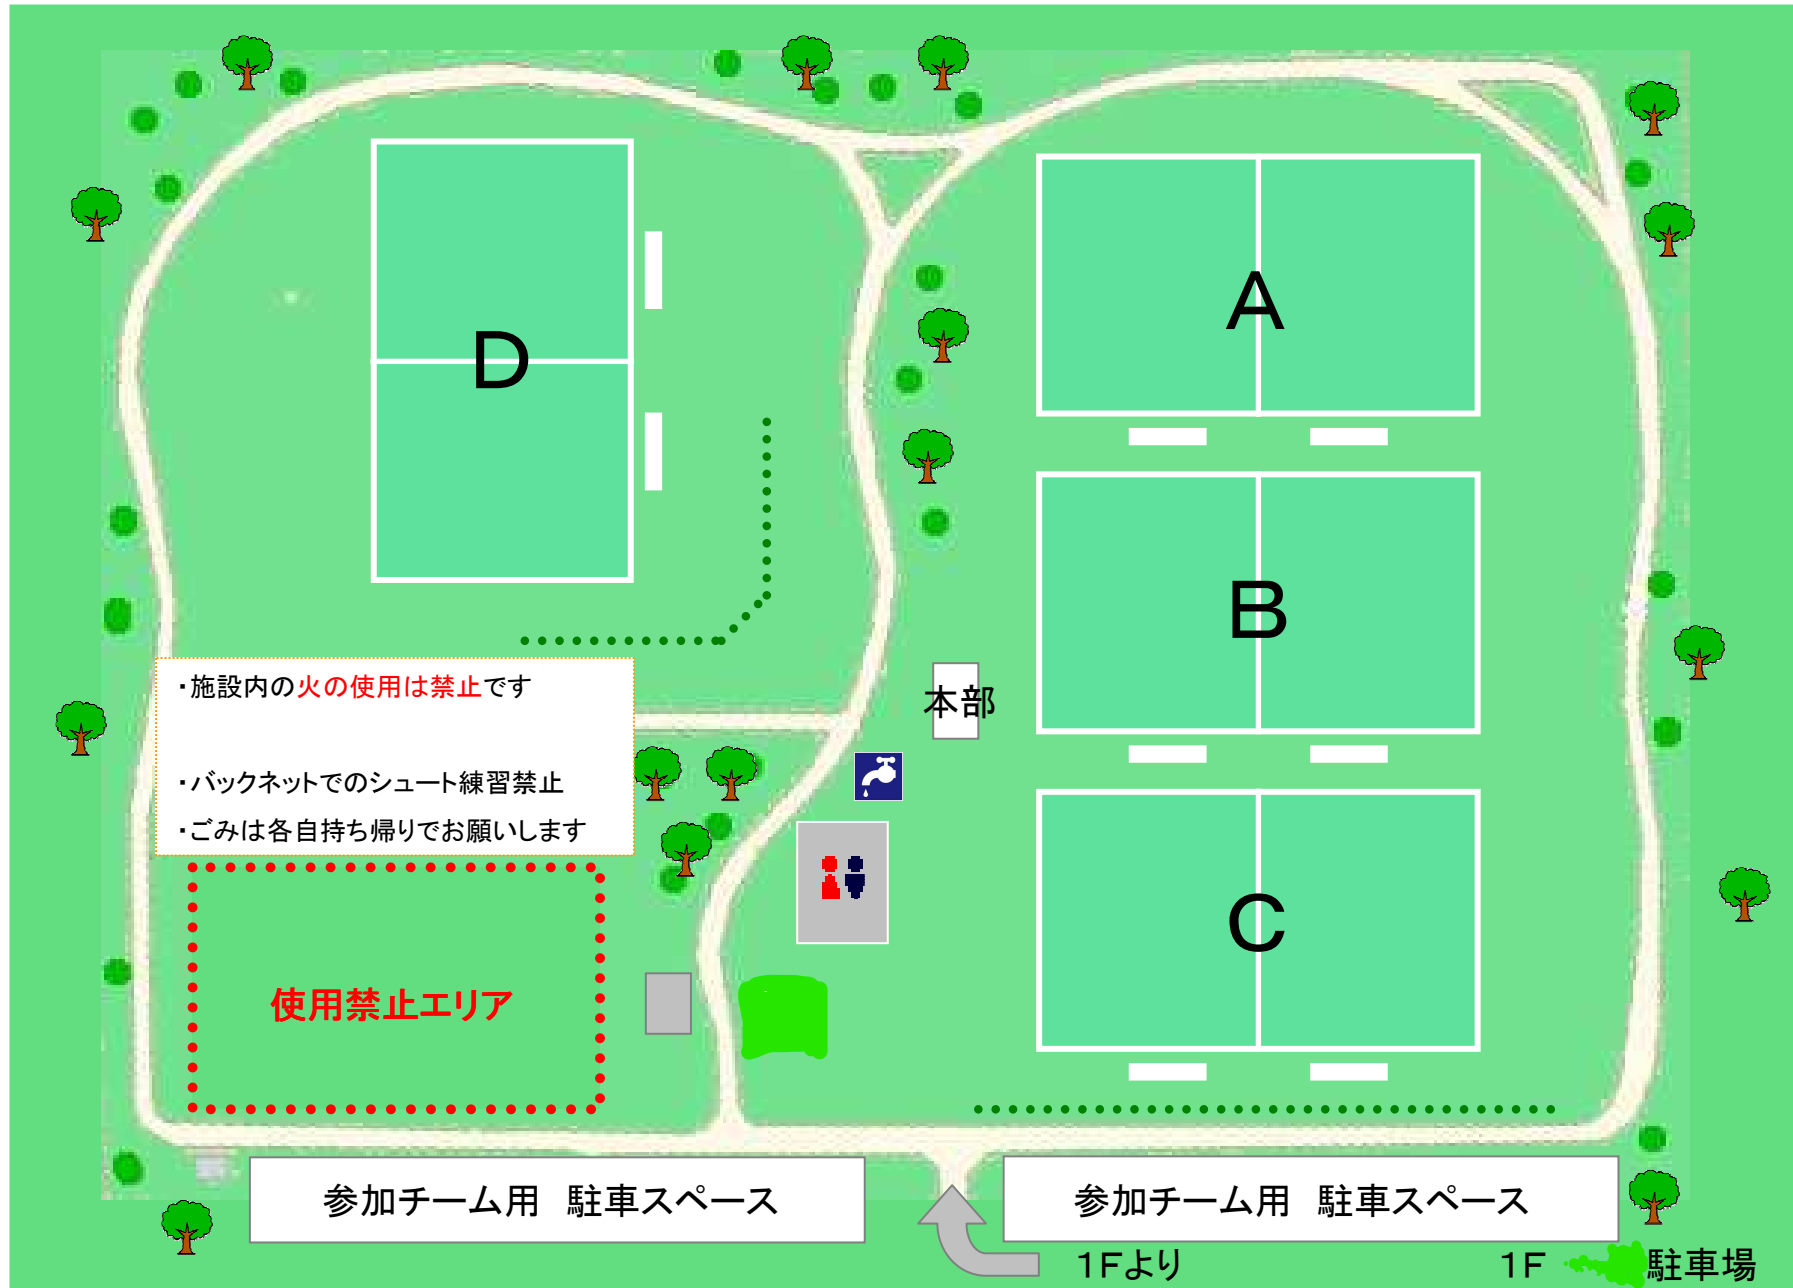 D
A
B
C
・施設内の火の使用は禁止です
・バックネットでのシュート練習禁止
・ごみは各自持ち帰りでお願いします
本部
使用禁止エリア
参加チーム用　駐車スペース
参加チーム用　駐車スペース
1Fより
1F
駐車場